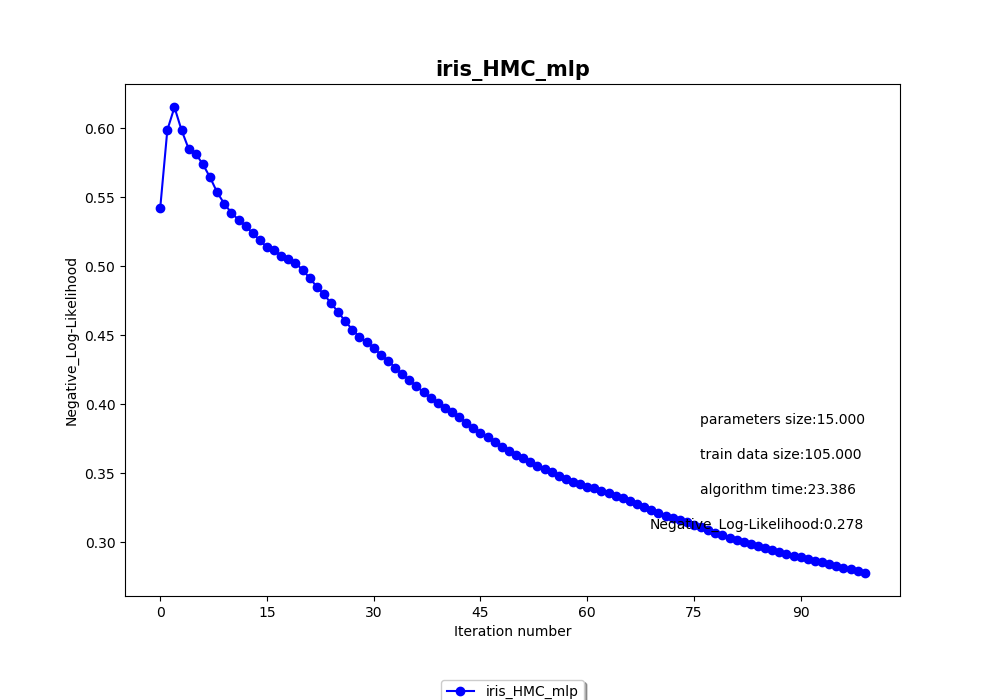 iris_HMC_mlp
0.60
0.55
0.50
0.45
0.40
0.35
0.30
Negative_Log-Likelihood
parameters size:15.000
train data size:105.000
algorithm time:23.386
Negative_Log-Likelihood:0.278
0 15 30 45 60 75 90
Iteration number
iris_HMC_mlp